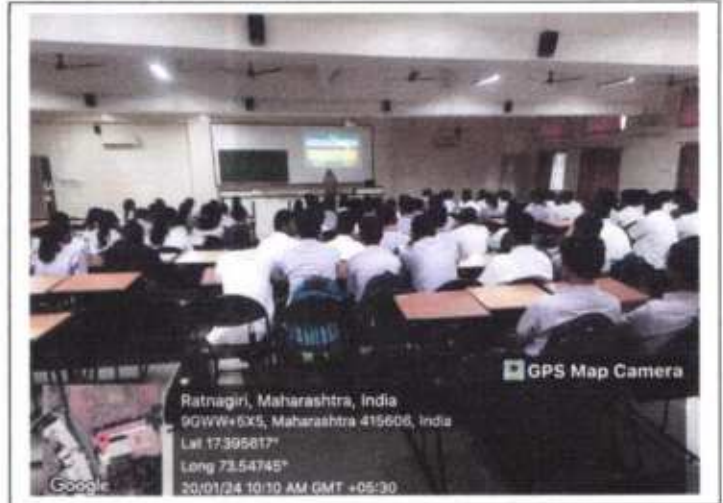 GPS Map Camera
Ratnagiri, Maharashtra, India
9GWW+6X5, Maharashtra 415606, India
Lat 17.395617°
Long 73.54745°
20/01/24 10:10 AM GMT +05:30
Google